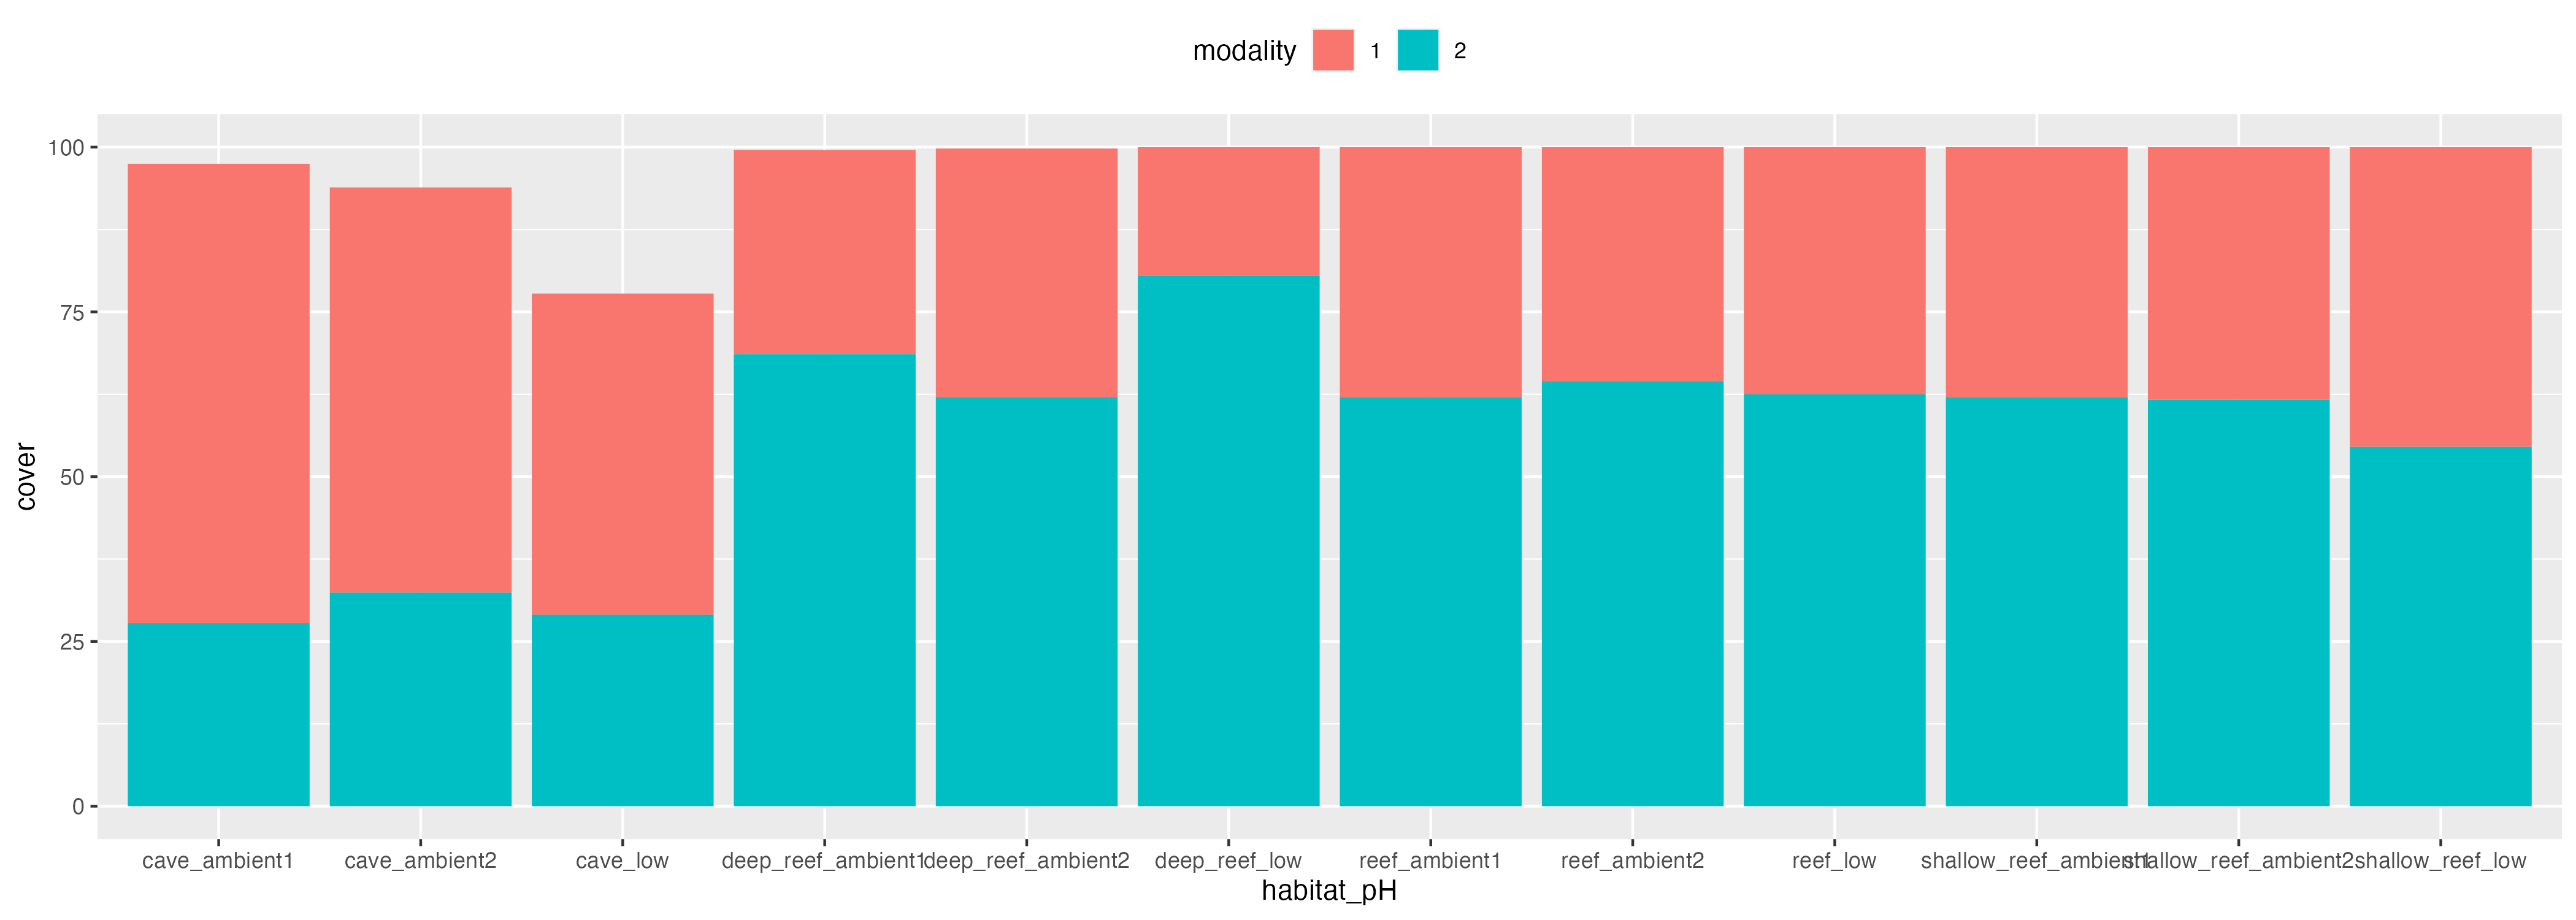 modality 1 2
100
75
50
25
0
cover
cave_ambient1 cave_ambient2 cave_low deep_reef_ambient1 deep_reef_ambient2 deep_reef_low reef_ambient1 reef_ambient2 reef_low shallow_reef_ambient1 shallow_reef_ambient2 shallow_reef_low
habitat_pH